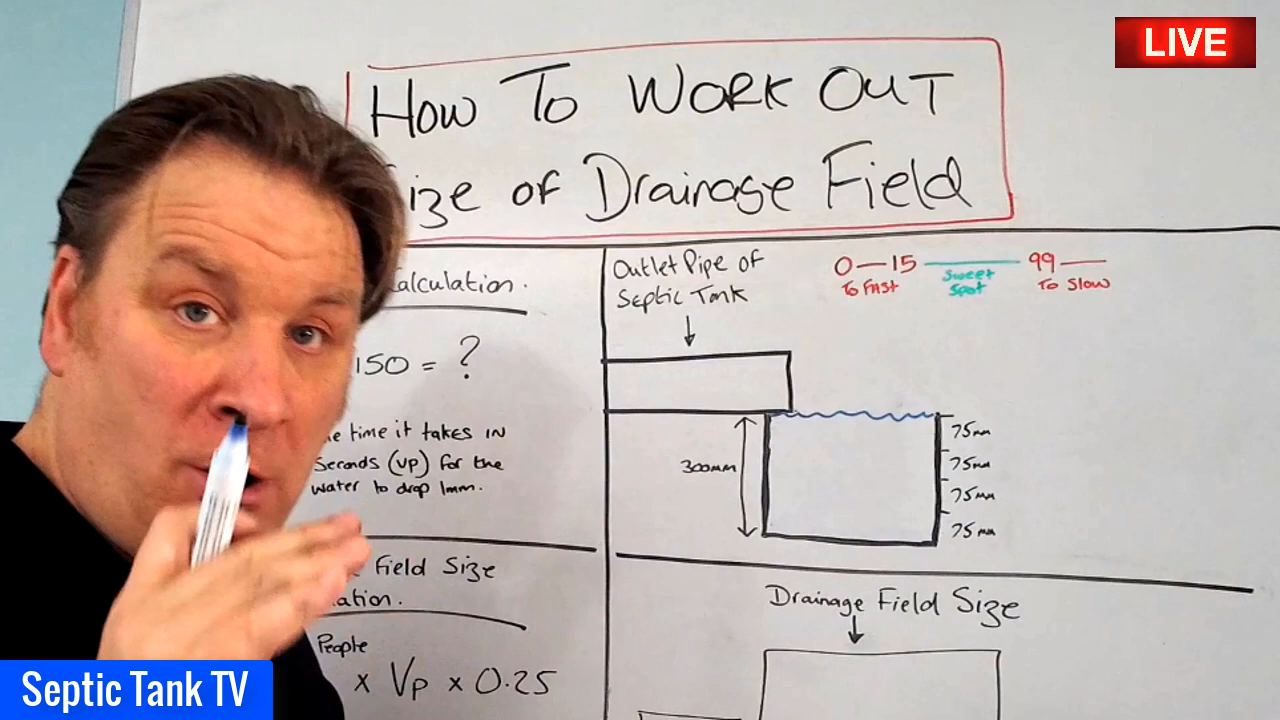 LIVE
How To WORK OUT
ize of Drainage Field
Calculation.
150 = ?
time it takes IN
Seconds (VP) for the
water to drop 1mm.
Field Size
People
x Vp x 0.25
Outlet Pipe of
Septic Tank
0—15 —— 99 ——
To FAST
Sweet
Spot
To Slow
300mm
75mm
75mm
75mm
75mm
Drainage Field Size
Septic Tank TV